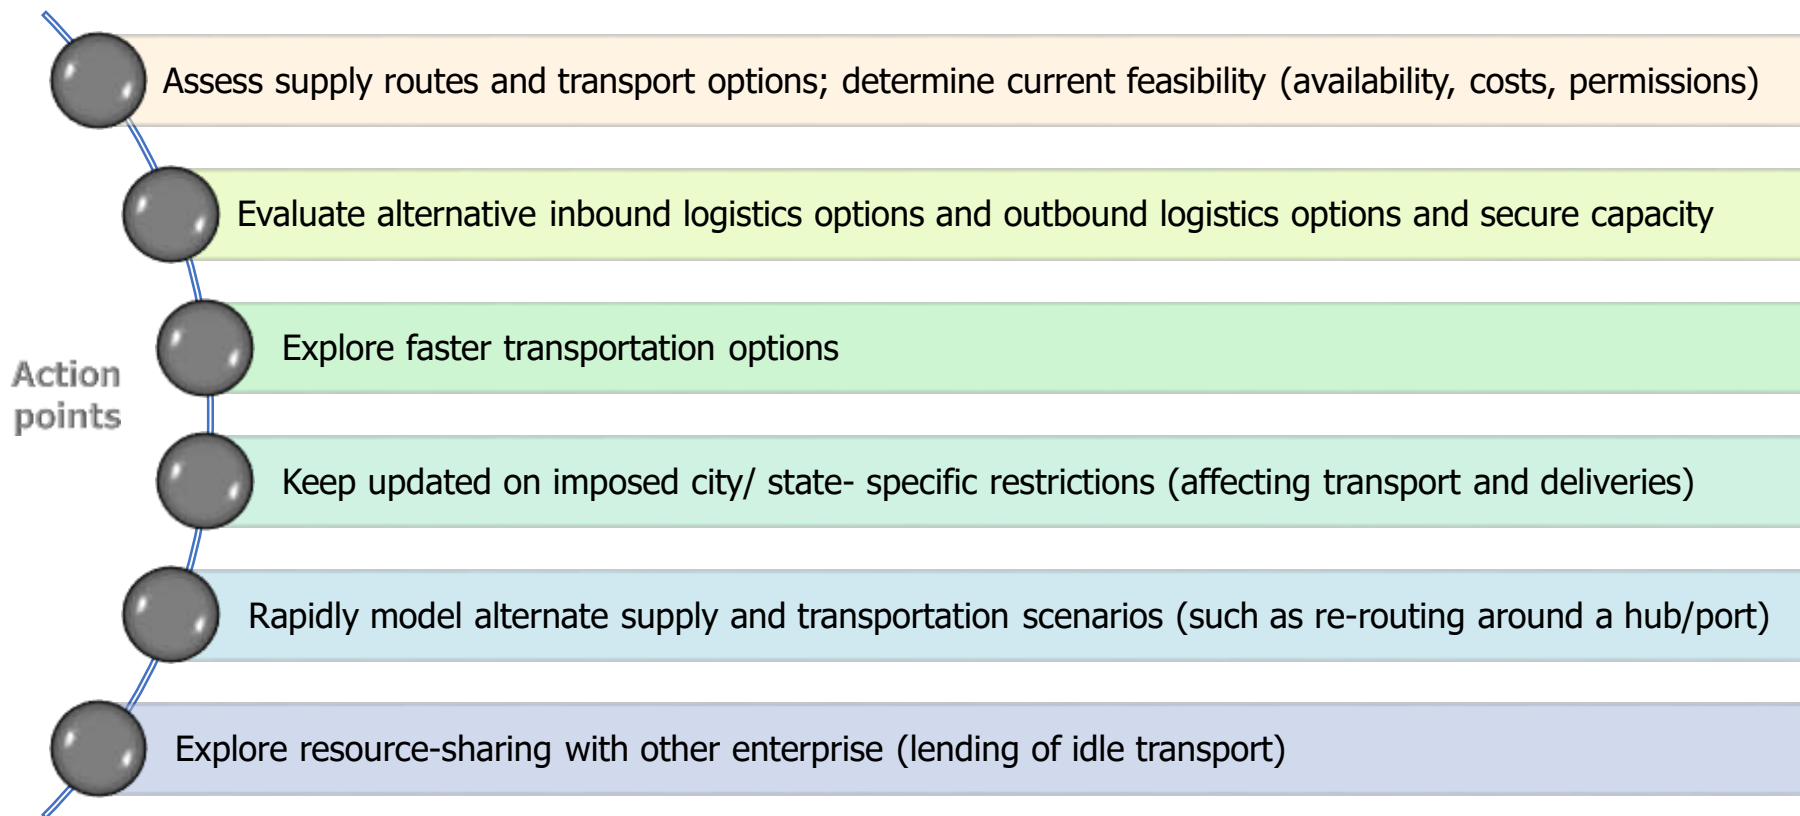 Assess supply routes and transport options; determine current feasibility (availability, costs, permissions)
Evaluate alternative inbound logistics options and outbound logistics options and secure capacity
Explore faster transportation options
Action
points
Keep updated on imposed city/ state- specific restrictions (affecting transport and deliveries)
Rapidly model alternate supply and transportation scenarios (such as re-routing around a hub/port)
Explore resource-sharing with other enterprise (lending of idle transport)